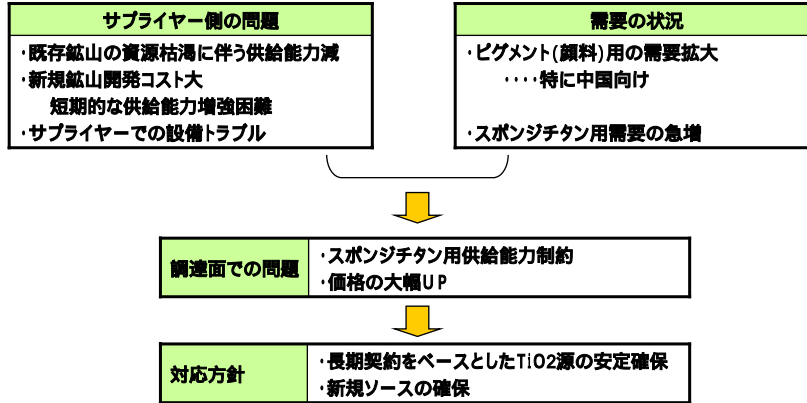 サプライヤー側の問題
・既存鉱山の資源枯渇に伴う供給能力減
・新規鉱山開発コスト大
短期的な供給能力増強困難
・サプライヤーでの設備トラブル
需要の状況
・ピグメント(顔料)用の需要拡大
････特に中国向け
・スポンジチタン用需要の急増
調達面での問題
・スポンジチタン用供給能力制約
・価格の大幅UP
対応方針
・長期契約をベースとしたTiO2源の安定確保
・新規ソースの確保